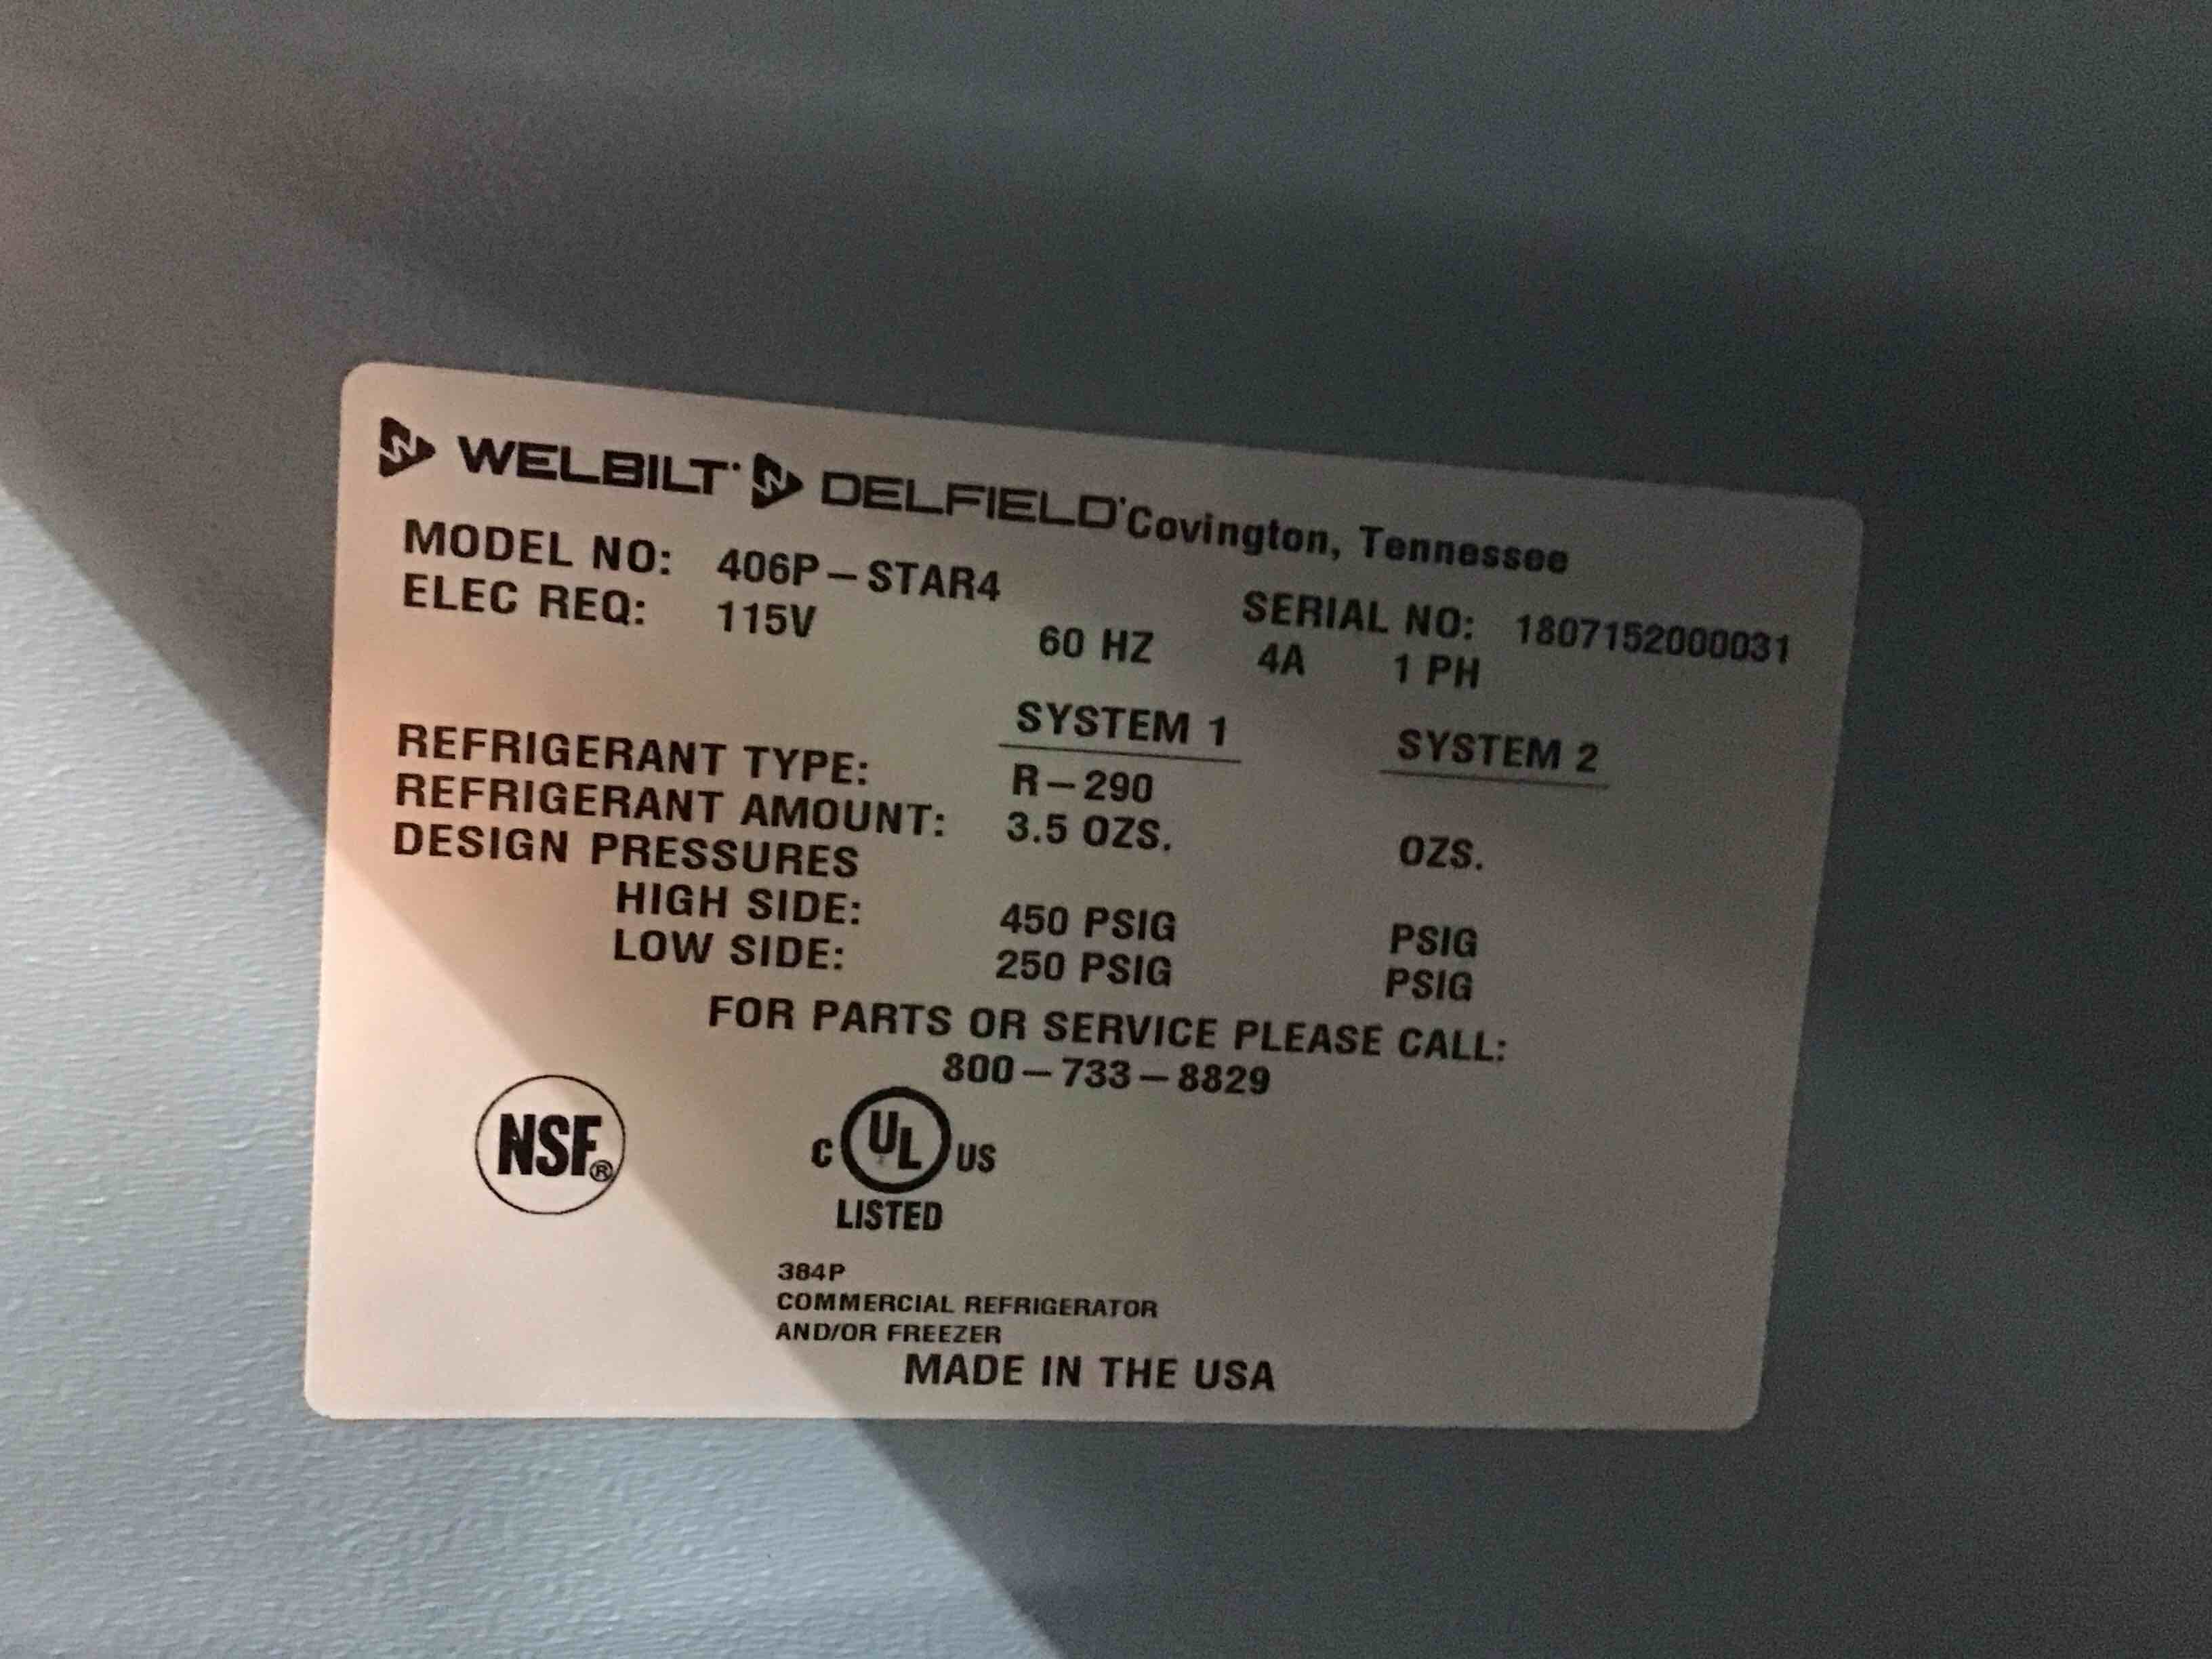 WELBILT DELFIELD Covington, Tennessee
MODEL NO: 406P-STAR4 SERIAL NO: 1807152000031
ELEC REQ: 115V 60 HZ 4A 1 PH
SYSTEM 1 SYSTEM 2
REFRIGERANT TYPE: R-290
REFRIGERANT AMOUNT: 3.5 OZS. OZS.
DESIGN PRESSURES
HIGH SIDE: 450 PSIG PSIG
LOW SIDE: 250 PSIG PSIG
FOR PARTS OR SERVICE PLEASE CALL:
800-733-8829
NSF®
C UL US
LISTED
384P
COMMERCIAL REFRIGERATOR
AND/OR FREEZER
MADE IN THE USA